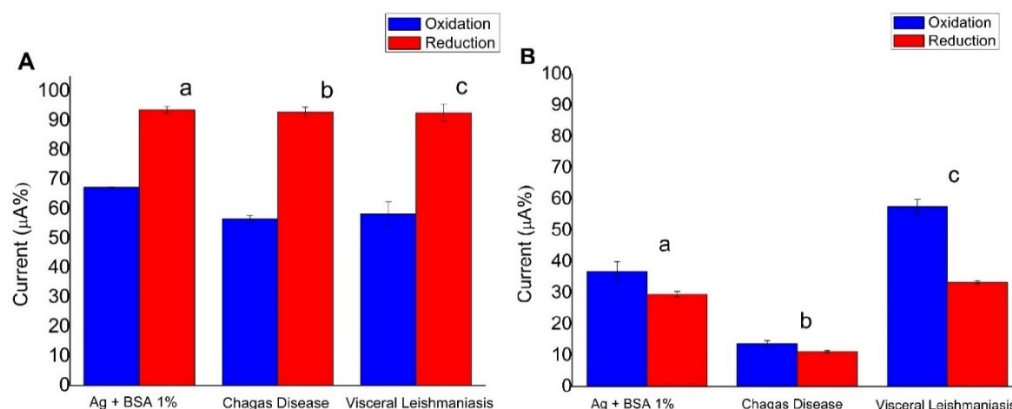 A
Oxidation
Reduction
Current (μA%)
100
90
80
70
60
50
40
30
20
10
0
a
b
c
Ag + BSA 1%
Chagas Disease
Visceral Leishmaniasis
B
Oxidation
Reduction
Current (μA%)
100
90
80
70
60
50
40
30
20
10
0
a
b
c
Ag + BSA 1%
Chagas Disease
Visceral Leishmaniasis